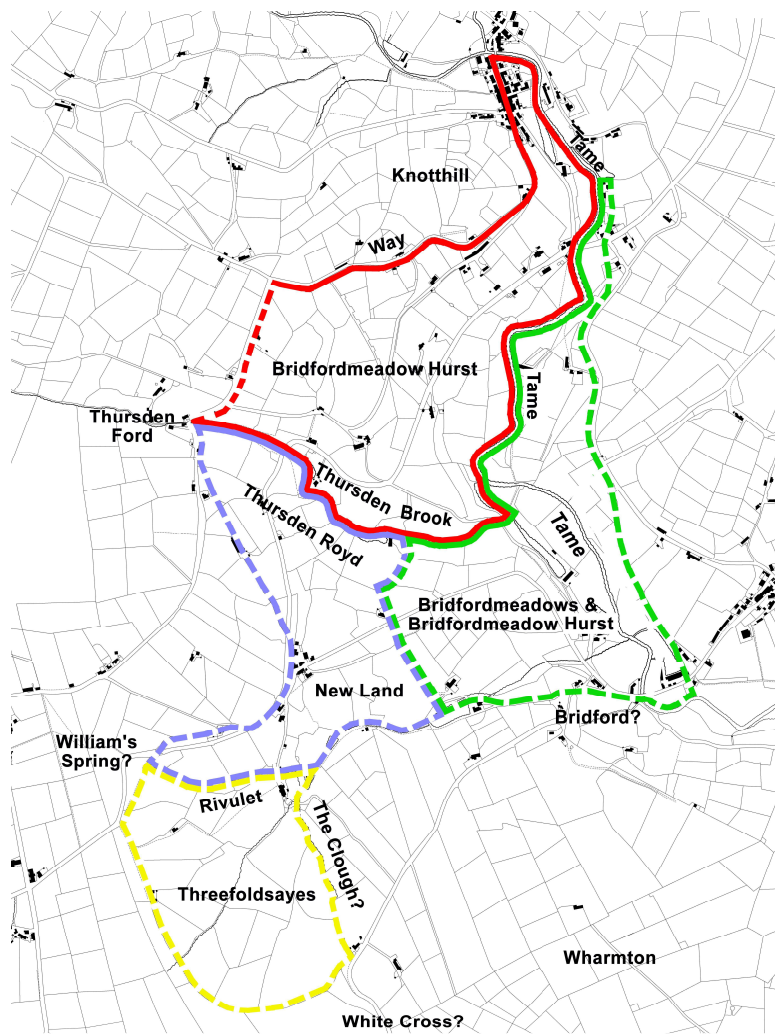 Tame
Knotthill
Way
Bridfordmeadow Hurst
Tame
Thursden
Ford
Thursden Brook
Thursden Royd
Tame
Bridfordmeadows &
Bridfordmeadow Hurst
New Land
Bridford?
William's
Spring?
Rivulet
The Clough?
Threefoldsayes
Wharmton
White Cross?